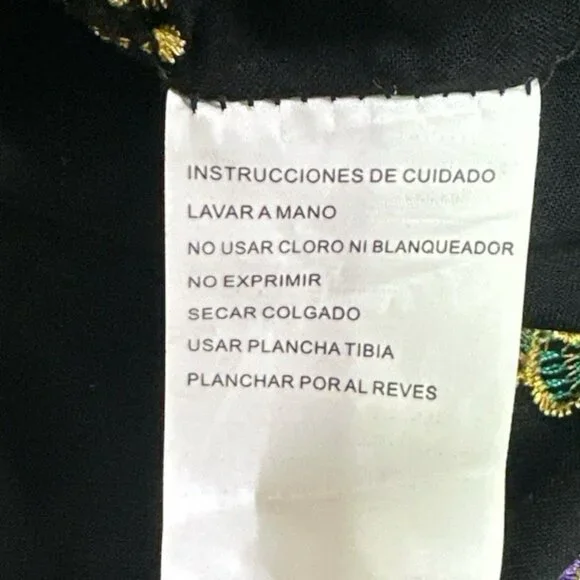 INSTRUCCIONES DE CUIDADO
LAVAR A MANO
NO USAR CLORO NI BLANQUEADOR
NO EXPRIMIR
SECAR COLGADO
USAR PLANCHA TIBIA
PLANCHAR POR AL REVES